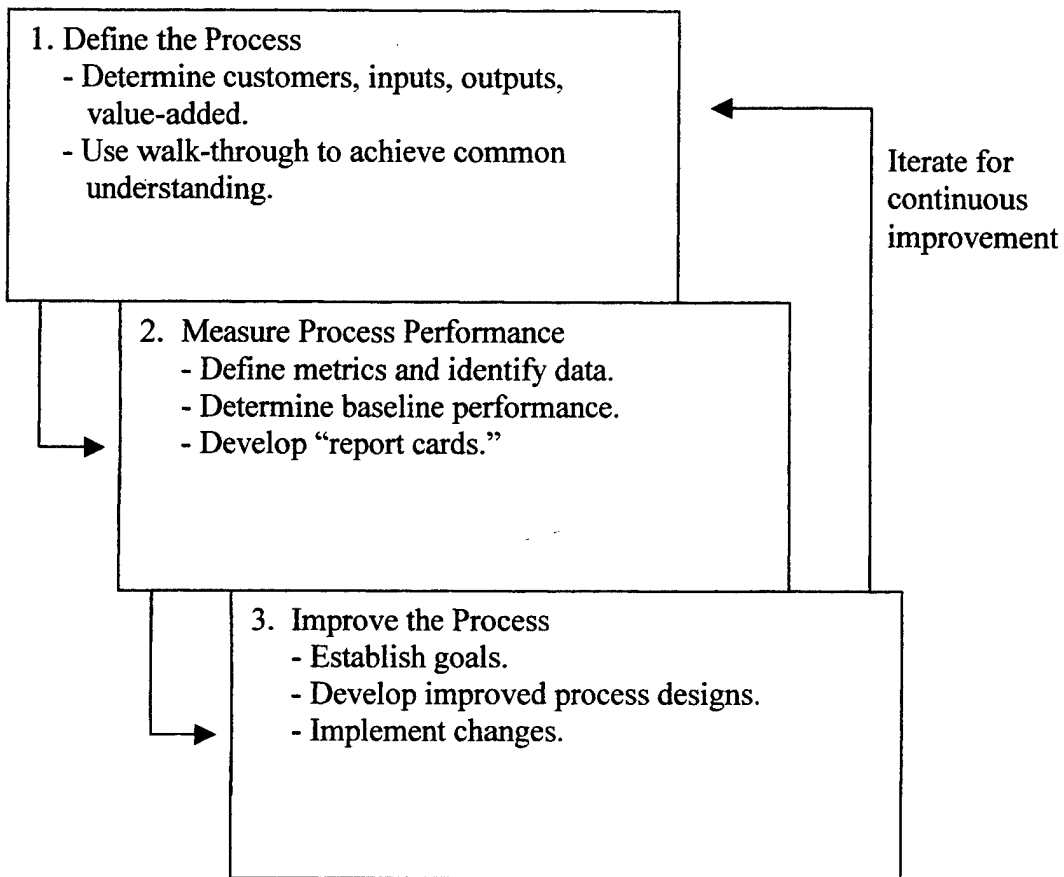 1. Define the Process
- Determine customers, inputs, outputs,
value-added.
- Use walk-through to achieve common
understanding.
Iterate for
continuous
improvement
2. Measure Process Performance
- Define metrics and identify data.
- Determine baseline performance.
- Develop “report cards.”
3. Improve the Process
- Establish goals.
- Develop improved process designs.
- Implement changes.